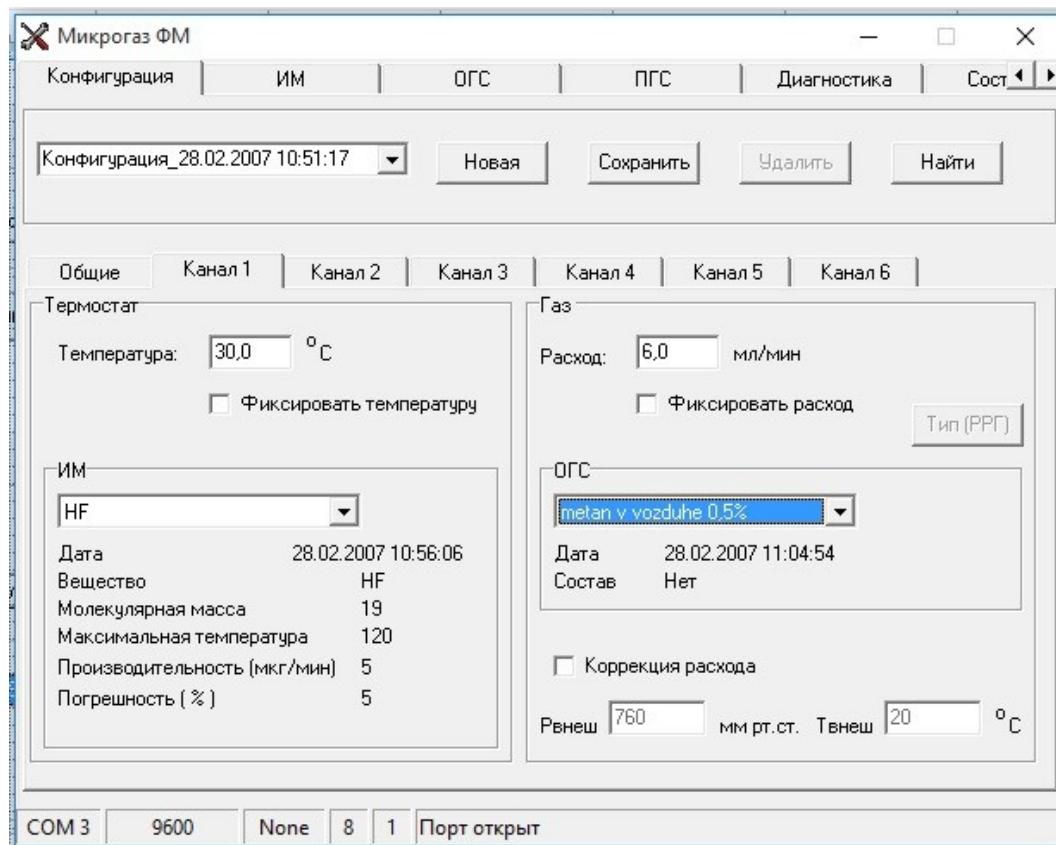 Микрогаз ФМ
Конфигурация ИМ ОГС ПГС Диагностика Сост
Конфигурация_28.02.2007 10:51:17 Новая Сохранить Удалить Найти
Общие Канал 1 Канал 2 Канал 3 Канал 4 Канал 5 Канал 6
Термостат
Температура: 30,0 °C
Фиксировать температуру
ИМ
HF
Дата 28.02.2007 10:56:06
Вещество HF
Молекулярная масса 19
Максимальная температура 120
Производительность (мкг/мин) 5
Погрешность ( % ) 5
Газ
Расход: 6,0 мл/мин
Фиксировать расход
Тип (РРГ)
ОГС
metan v vozduhe 0,5%
Дата 28.02.2007 11:04:54
Состав Нет
Коррекция расхода
Рвнеш 760 мм рт.ст. Твнеш 20 °C
COM 3 9600 None 8 1 Порт открыт